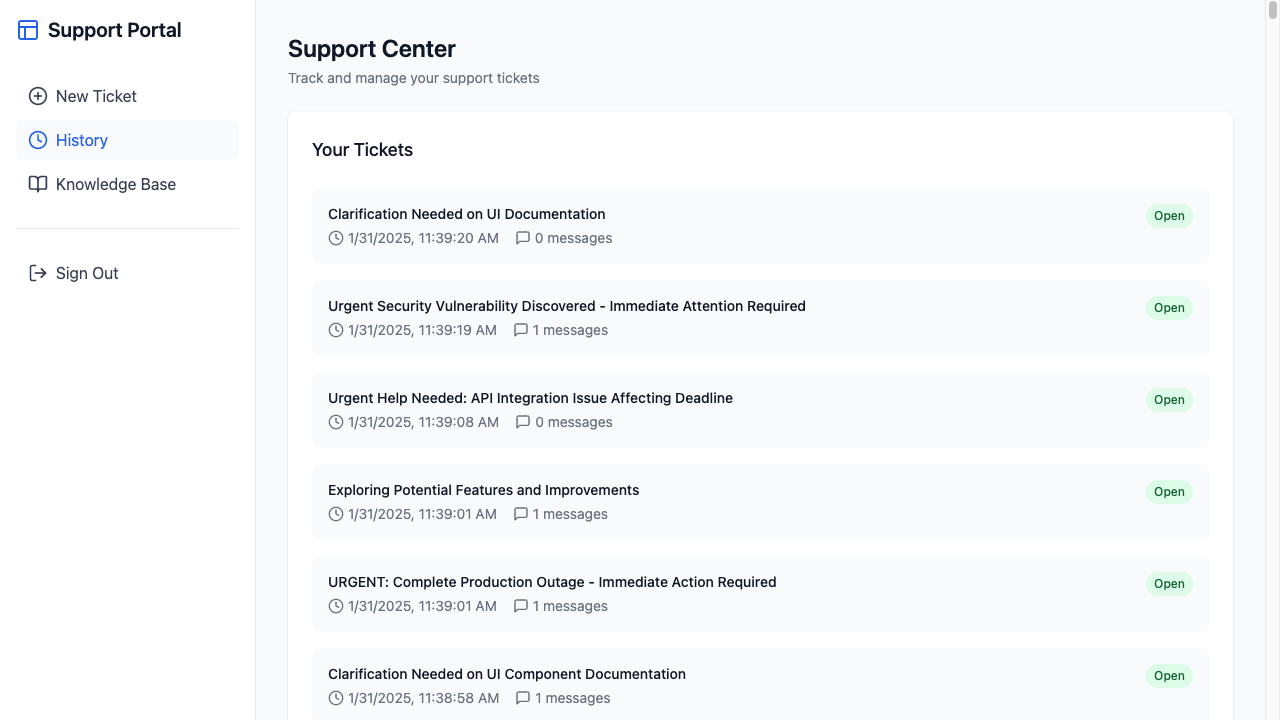 Support Portal
New Ticket
History
Knowledge Base
Sign Out
Support Center
Track and manage your support tickets
Your Tickets
Clarification Needed on UI Documentation
Open
1/31/2025, 11:39:20 AM 0 messages
Urgent Security Vulnerability Discovered - Immediate Attention Required
Open
1/31/2025, 11:39:19 AM 1 messages
Urgent Help Needed: API Integration Issue Affecting Deadline
Open
1/31/2025, 11:39:08 AM 0 messages
Exploring Potential Features and Improvements
Open
1/31/2025, 11:39:01 AM 1 messages
URGENT: Complete Production Outage - Immediate Action Required
Open
1/31/2025, 11:39:01 AM 1 messages
Clarification Needed on UI Component Documentation
Open
1/31/2025, 11:38:58 AM 1 messages